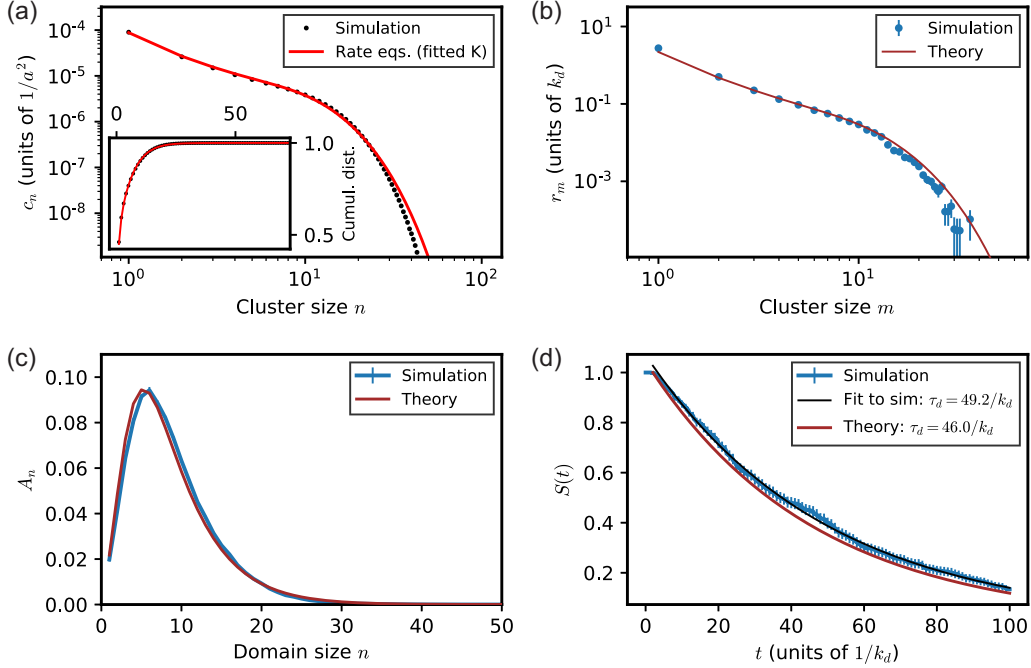 (a)
10^{-4}
10^{-5}
10^{-6}
10^{-7}
10^{-8}
c_n (units of 1/a^2)
Simulation
Rate eqs. (fitted K)
0
50
1.0
0.5
Cumul. dist.
10^0
10^1
10^2
Cluster size n
(b)
10^1
10^{-1}
10^{-3}
r_m (units of k_d)
Simulation
Theory
10^0
10^1
Cluster size m
(c)
0.10
0.08
0.06
0.04
0.02
0.00
A_n
Simulation
Theory
0
10
20
30
40
50
Domain size n
(d)
1.0
0.8
0.6
0.4
0.2
S(t)
Simulation
Fit to sim: τ_d = 49.2/k_d
Theory: τ_d = 46.0/k_d
0
20
40
60
80
100
t (units of 1/k_d)